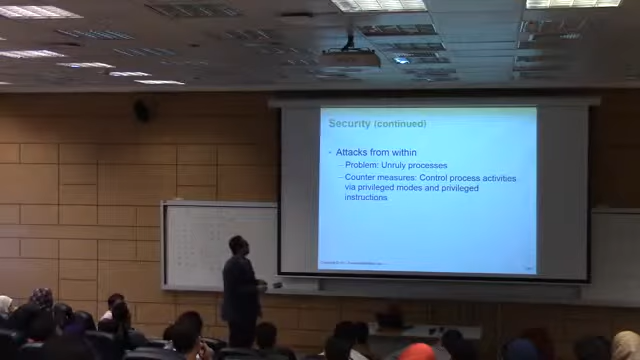 Security (continued)
- Attacks from within
– Problem: Unruly processes
– Counter measures: Control process activities
via privileged modes and privileged
instructions